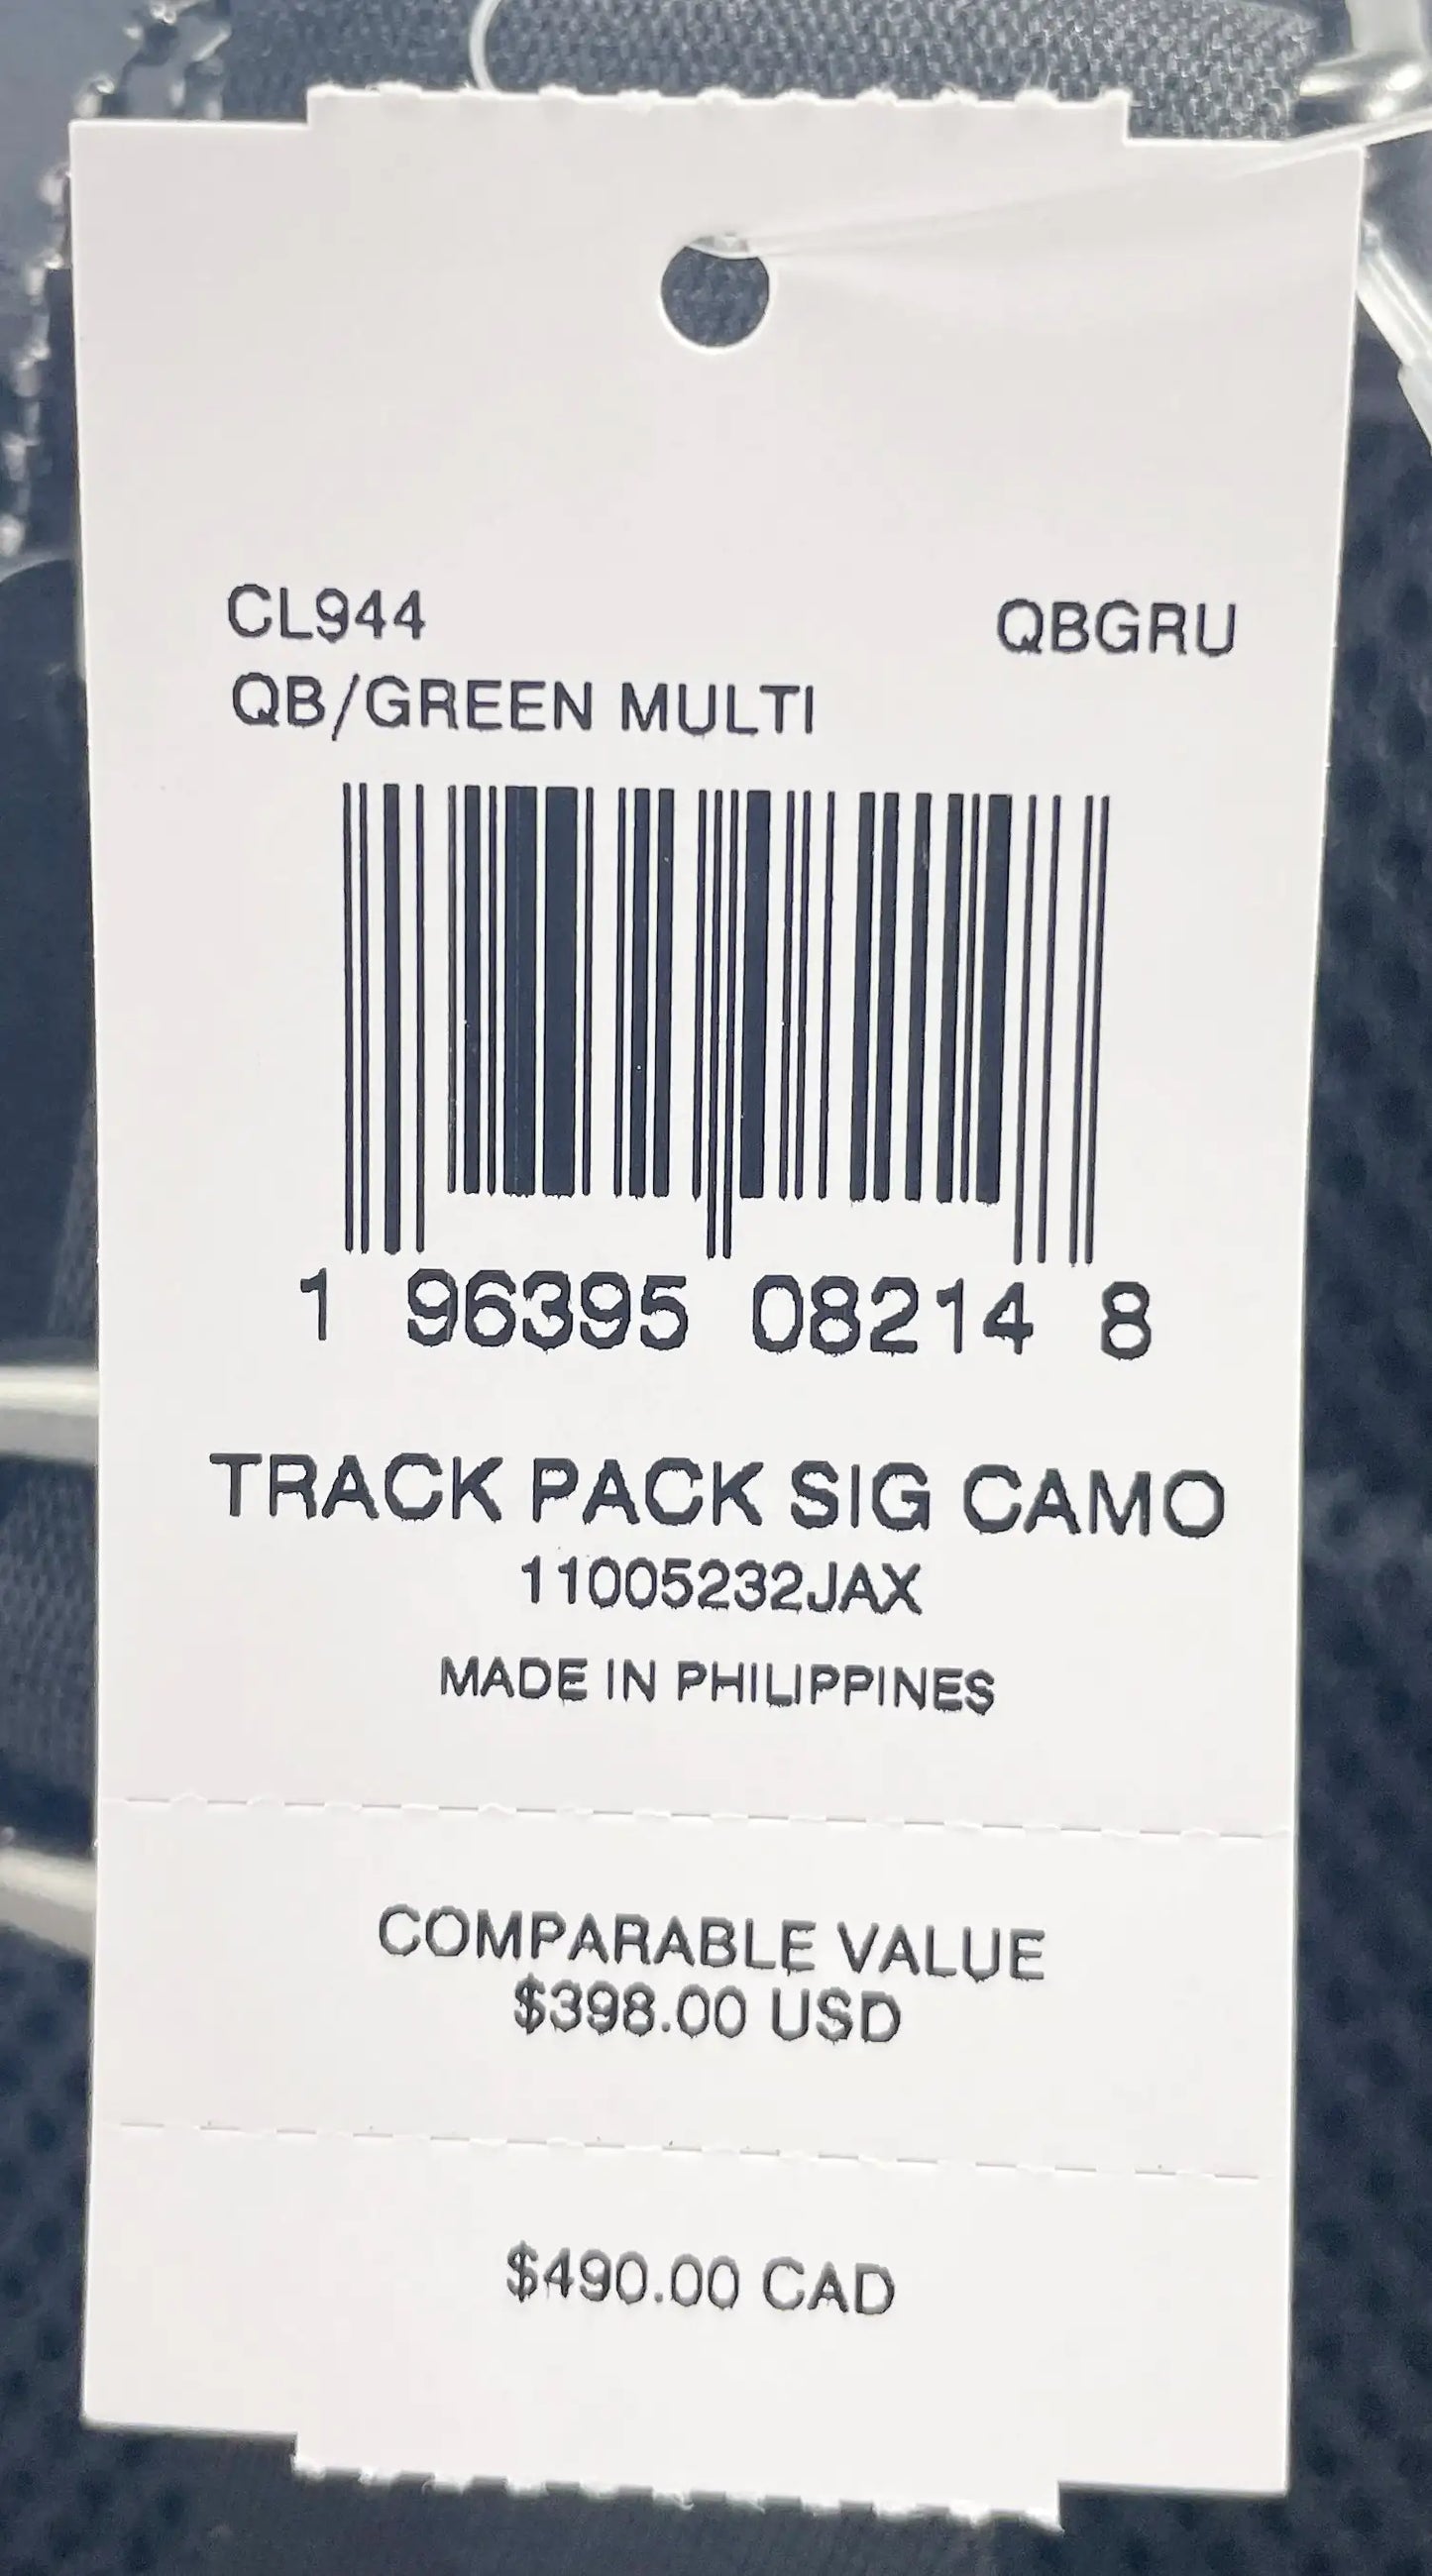 CL944 QBGRU
QB/GREEN MULTI
1 96395 08214 8
TRACK PACK SIG CAMO
11005232JAX
MADE IN PHILIPPINES
COMPARABLE VALUE
$398.00 USD
$490.00 CAD